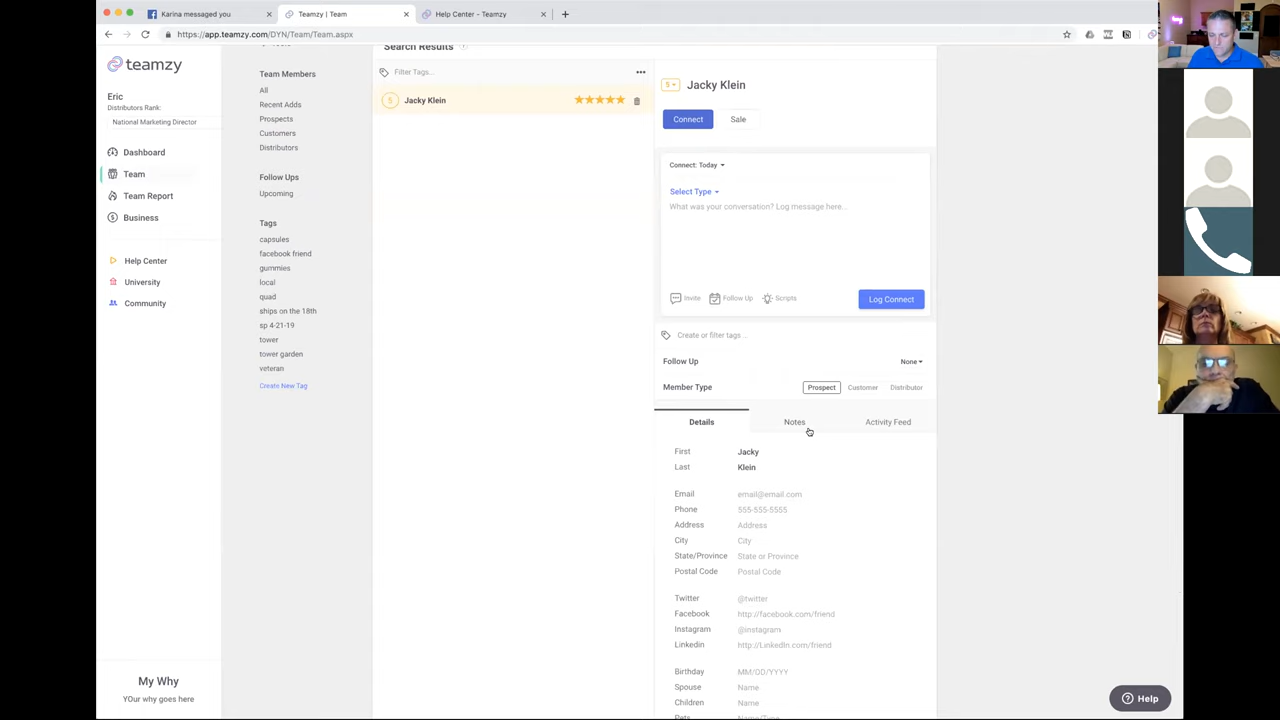 Karina messaged you
Teamzy | Team
Help Center - Teamzy
https://app.teamzy.com/DYN/Team/Team.aspx
teamzy
Eric
Distributors Rank:
National Marketing Director
Dashboard
Team
Team Report
Business
Help Center
University
Community
My Why
YOur why goes here
Team Members
All
Recent Adds
Prospects
Customers
Distributors
Follow Ups
Upcoming
Tags
capsules
facebook friend
gummies
local
quad
ships on the 18th
sp 4-21-19
tower
tower garden
veteran
Create New Tag
Search Results
Filter Tags...
5 Jacky Klein
5 Jacky Klein
Connect Sale
Connect: Today
Select Type
What was your conversation? Log message here...
Invite Follow Up Scripts Log Connect
Create or filter tags ...
Follow Up None
Member Type Prospect Customer Distributor
Details Notes Activity Feed
First Jacky
Last Klein
Email email@email.com
Phone 555-555-5555
Address Address
City City
State/Province State or Province
Postal Code Postal Code
Twitter @twitter
Facebook http://facebook.com/friend
Instagram @instagram
Linkedin http://LinkedIn.com/friend
Birthday MM/DD/YYYY
Spouse Name
Children Name
Pets Name/Type
Help